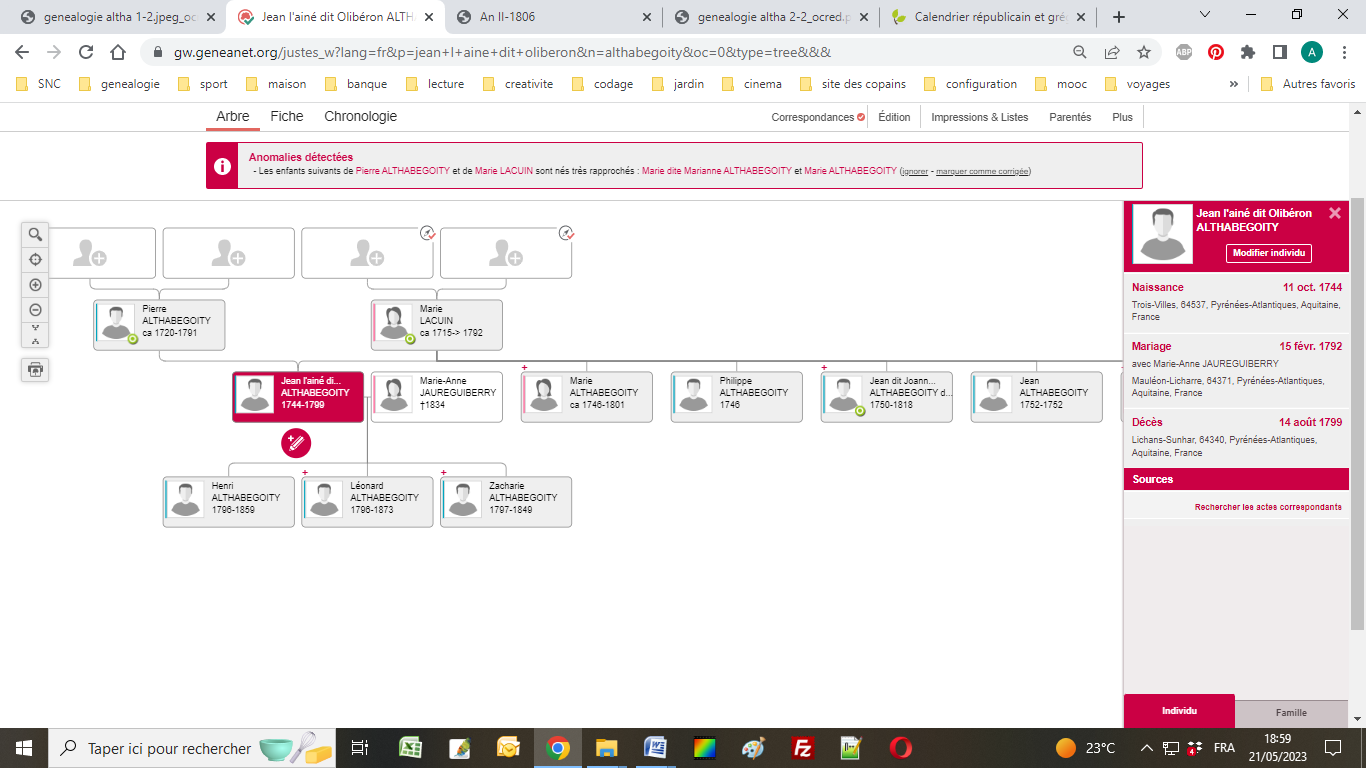 genealogie altha 1-2.jpeg_oc
Jean l'ainé dit Olibéron ALTH
An II-1806
genealogie altha 2-2_ocred.p
Calendrier républicain et gré
gw.geneanet.org/justes_w?lang=fr&p=jean+l+aine+dit+oliberon&n=althabegoity&oc=0&type=tree&&&
ABP
A
SNC
genealogie
sport
maison
banque
lecture
creativite
codage
jardin
cinema
site des copains
configuration
mooc
voyages
»
Autres favoris
Arbre
Fiche
Chronologie
Correspondances
Édition
Impressions & Listes
Parentés
Plus
Anomalies détectées
- Les enfants suivants de Pierre ALTHABEGOITY et de Marie LACUIN sont nés très rapprochés : Marie dite Marianne ALTHABEGOITY et Marie ALTHABEGOITY (ignorer - marquer comme corrigée)
Pierre
ALTHABEGOITY
ca 1720-1791
Marie
LACUIN
ca 1715-> 1792
Jean l'ainé di...
ALTHABEGOITY
1744-1799
Marie-Anne
JAUREGUIBERRY
†1834
Marie
ALTHABEGOITY
ca 1746-1801
Philippe
ALTHABEGOITY
1746
Jean dit Joann...
ALTHABEGOITY d...
1750-1818
Jean
ALTHABEGOITY
1752-1752
Henri
ALTHABEGOITY
1796-1859
Léonard
ALTHABEGOITY
1796-1873
Zacharie
ALTHABEGOITY
1797-1849
Jean l'ainé dit Olibéron
ALTHABEGOITY
Modifier individu
Naissance 11 oct. 1744
Trois-Villes, 64537, Pyrénées-Atlantiques, Aquitaine,
France
Mariage 15 févr. 1792
avec Marie-Anne JAUREGUIBERRY
Mauléon-Licharre, 64371, Pyrénées-Atlantiques,
Aquitaine, France
Décès 14 août 1799
Lichans-Sunhar, 64340, Pyrénées-Atlantiques,
Aquitaine, France
Sources
Rechercher les actes correspondants
Individu
Famille
Taper ici pour rechercher
23°C
FRA
18:59
21/05/2023